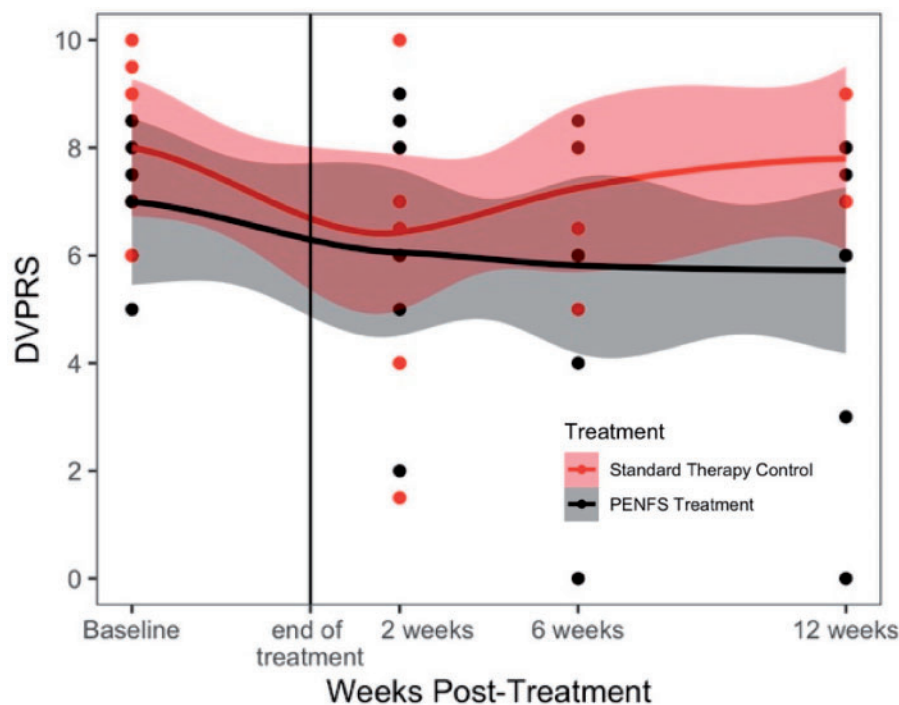 10
8
6
4
2
0
DVPRS
Treatment
Standard Therapy Control
PENFS Treatment
Baseline
end of
treatment
2 weeks
6 weeks
12 weeks
Weeks Post-Treatment